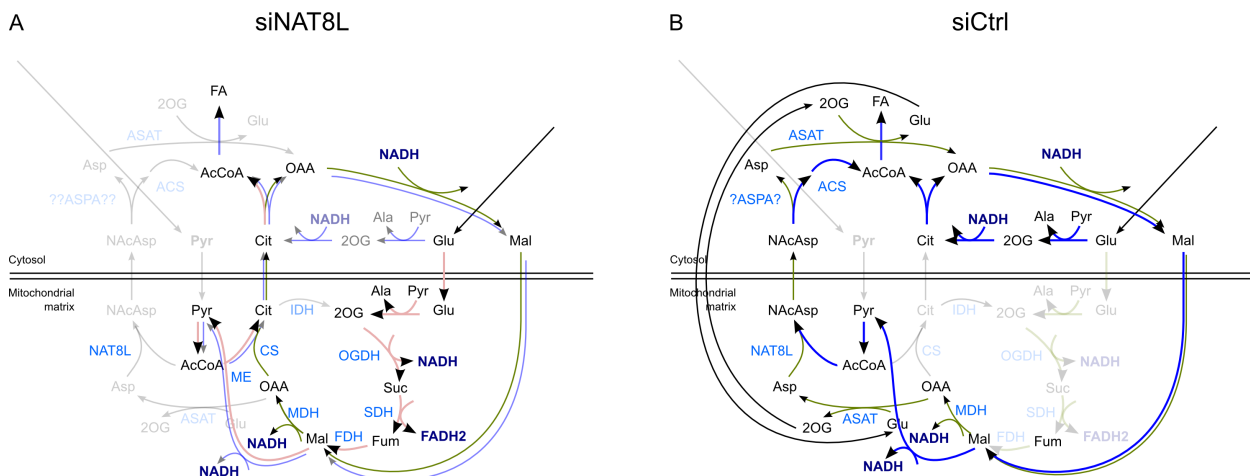 A
siNAT8L
FA
2OG
Glu
ASAT
NADH
Asp
AcCoA
OAA
ACS
??ASPA??
NADH
Ala
Pyr
NAcAsp
Pyr
Cit
2OG
Glu
Mal
Cytosol
Mitochondrial
matrix
Ala
Pyr
NAcAsp
Pyr
Cit
IDH
2OG
Glu
NAT8L
CS
OGDH
AcCoA
NADH
ME
Asp
OAA
Suc
ASAT
MDH
SDH
2OG
Glu
NADH
Mal
FDH
Fum
FADH2
NADH
B
siCtrl
FA
2OG
Glu
ASAT
NADH
Asp
AcCoA
OAA
ACS
?ASPA?
NADH
Ala
Pyr
NAcAsp
Pyr
Cit
2OG
Glu
Mal
Cytosol
Mitochondrial
matrix
Ala
Pyr
NAcAsp
Pyr
Cit
IDH
2OG
Glu
NAT8L
CS
OGDH
AcCoA
NADH
Asp
OAA
Suc
ASAT
MDH
SDH
2OG
Glu
NADH
Mal
FDH
Fum
FADH2
NADH